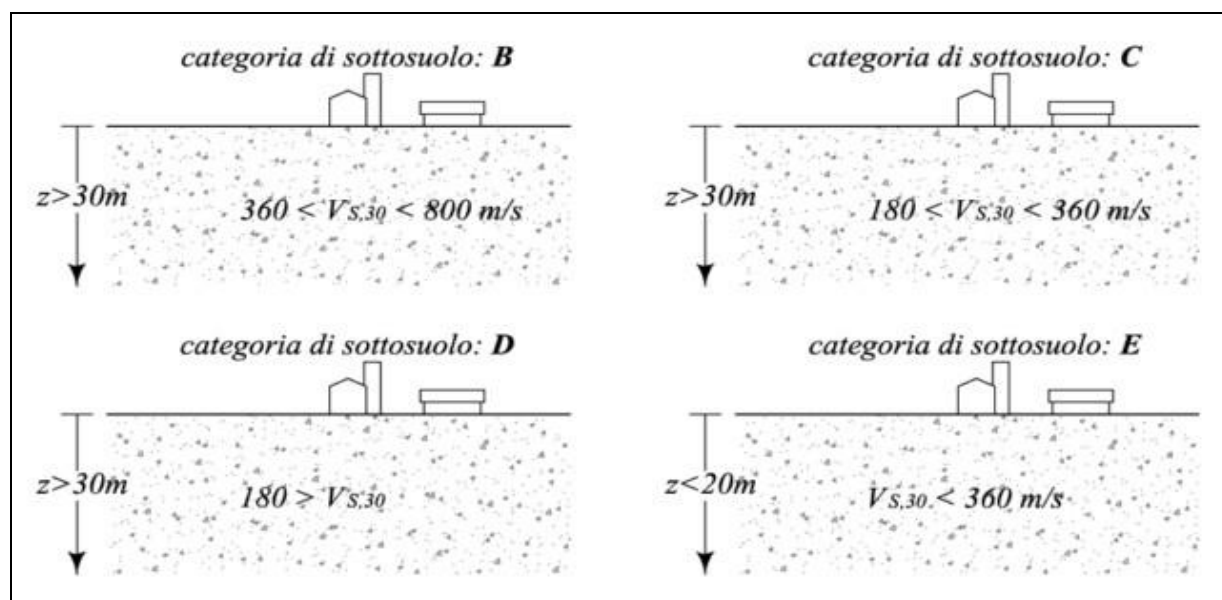 categoria di sottosuolo: B
z>30m
360 < VS,30 < 800 m/s
categoria di sottosuolo: C
z>30m
180 < VS,30 < 360 m/s
categoria di sottosuolo: D
z>30m
180 > VS,30
categoria di sottosuolo: E
z<20m
VS,30 < 360 m/s